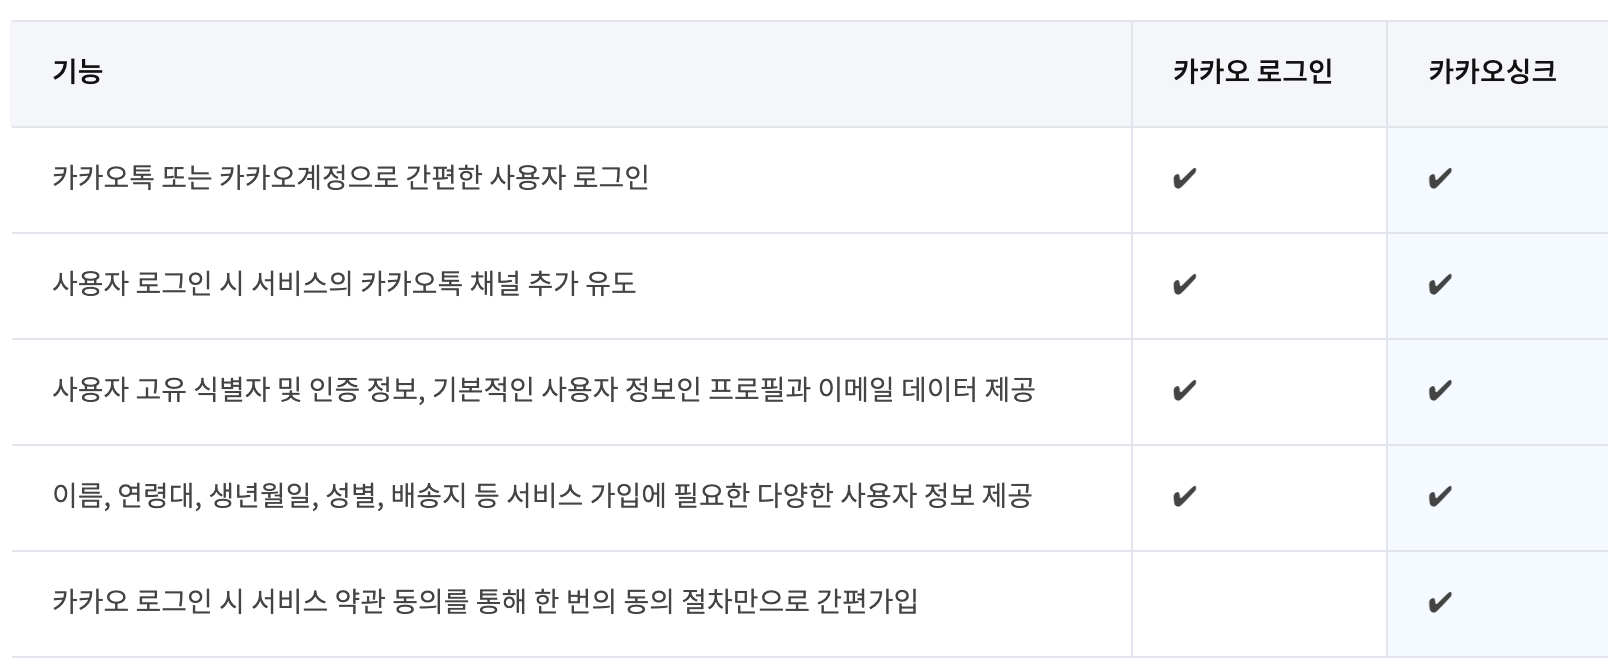 기능 카카오 로그인 카카오싱크
카카오톡 또는 카카오계정으로 간편한 사용자 로그인 ✔ ✔
사용자 로그인 시 서비스의 카카오톡 채널 추가 유도 ✔ ✔
사용자 고유 식별자 및 인증 정보, 기본적인 사용자 정보인 프로필과 이메일 데이터 제공 ✔ ✔
이름, 연령대, 생년월일, 성별, 배송지 등 서비스 가입에 필요한 다양한 사용자 정보 제공 ✔ ✔
카카오 로그인 시 서비스 약관 동의를 통해 한 번의 동의 절차만으로 간편가입 ✔